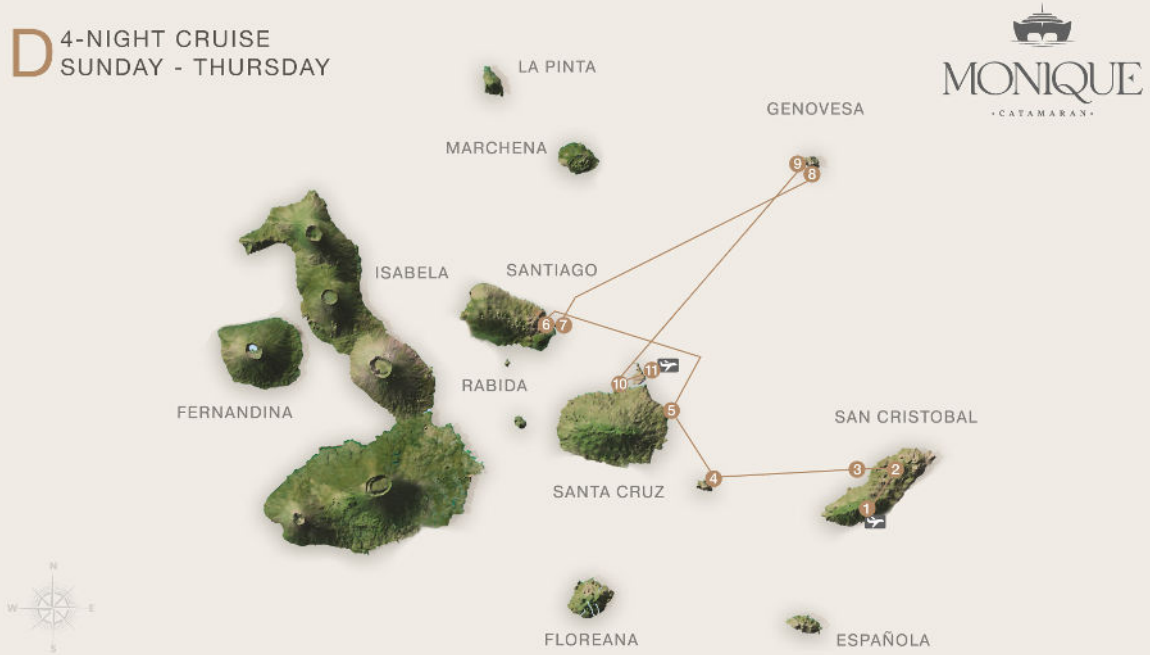 D
4-NIGHT CRUISE
SUNDAY - THURSDAY
MONIQUE
•CATAMARAN•
LA PINTA
GENOVESA
MARCHENA
9
8
ISABELA
SANTIAGO
6
7
RABIDA
11
10
FERNANDINA
5
SAN CRISTOBAL
3
2
4
SANTA CRUZ
1
N
W
E
S
FLOREANA
ESPAÑOLA